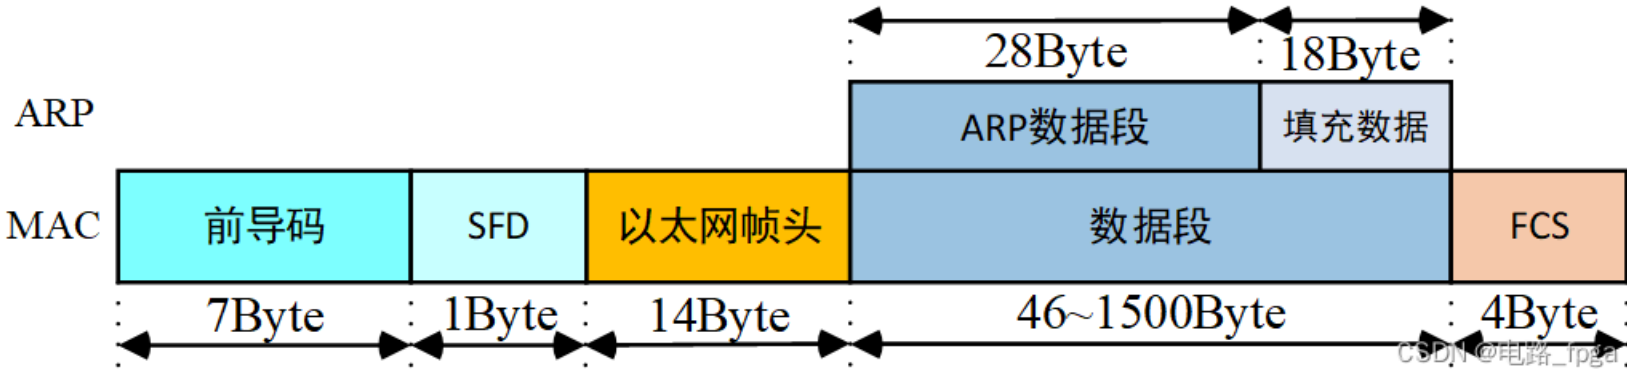 28Byte 18Byte
ARP ARP数据段 填充数据
MAC 前导码 SFD 以太网帧头 数据段 FCS
7Byte 1Byte 14Byte 46~1500Byte 4Byte
CSDN @电路_fpga